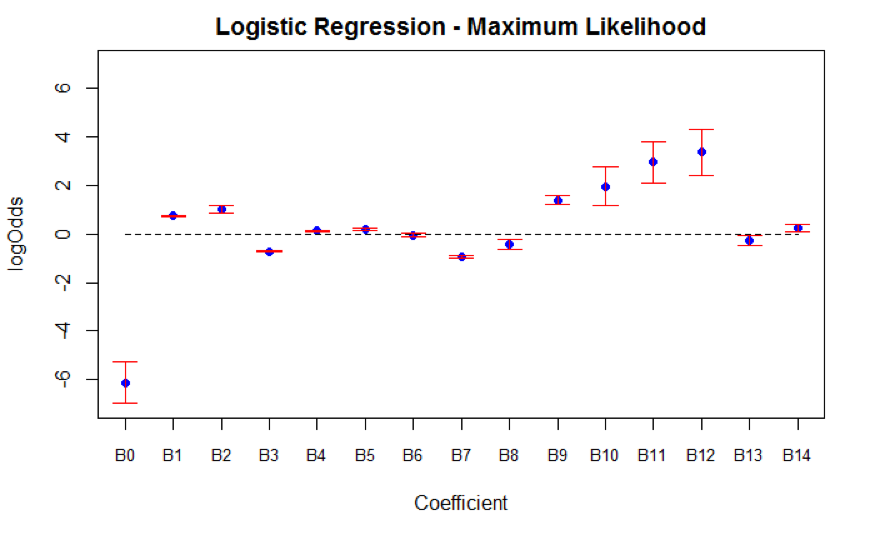 Logistic Regression - Maximum Likelihood
logOdds
6
4
2
0
-2
-4
-6
B0 B1 B2 B3 B4 B5 B6 B7 B8 B9 B10 B11 B12 B13 B14
Coefficient